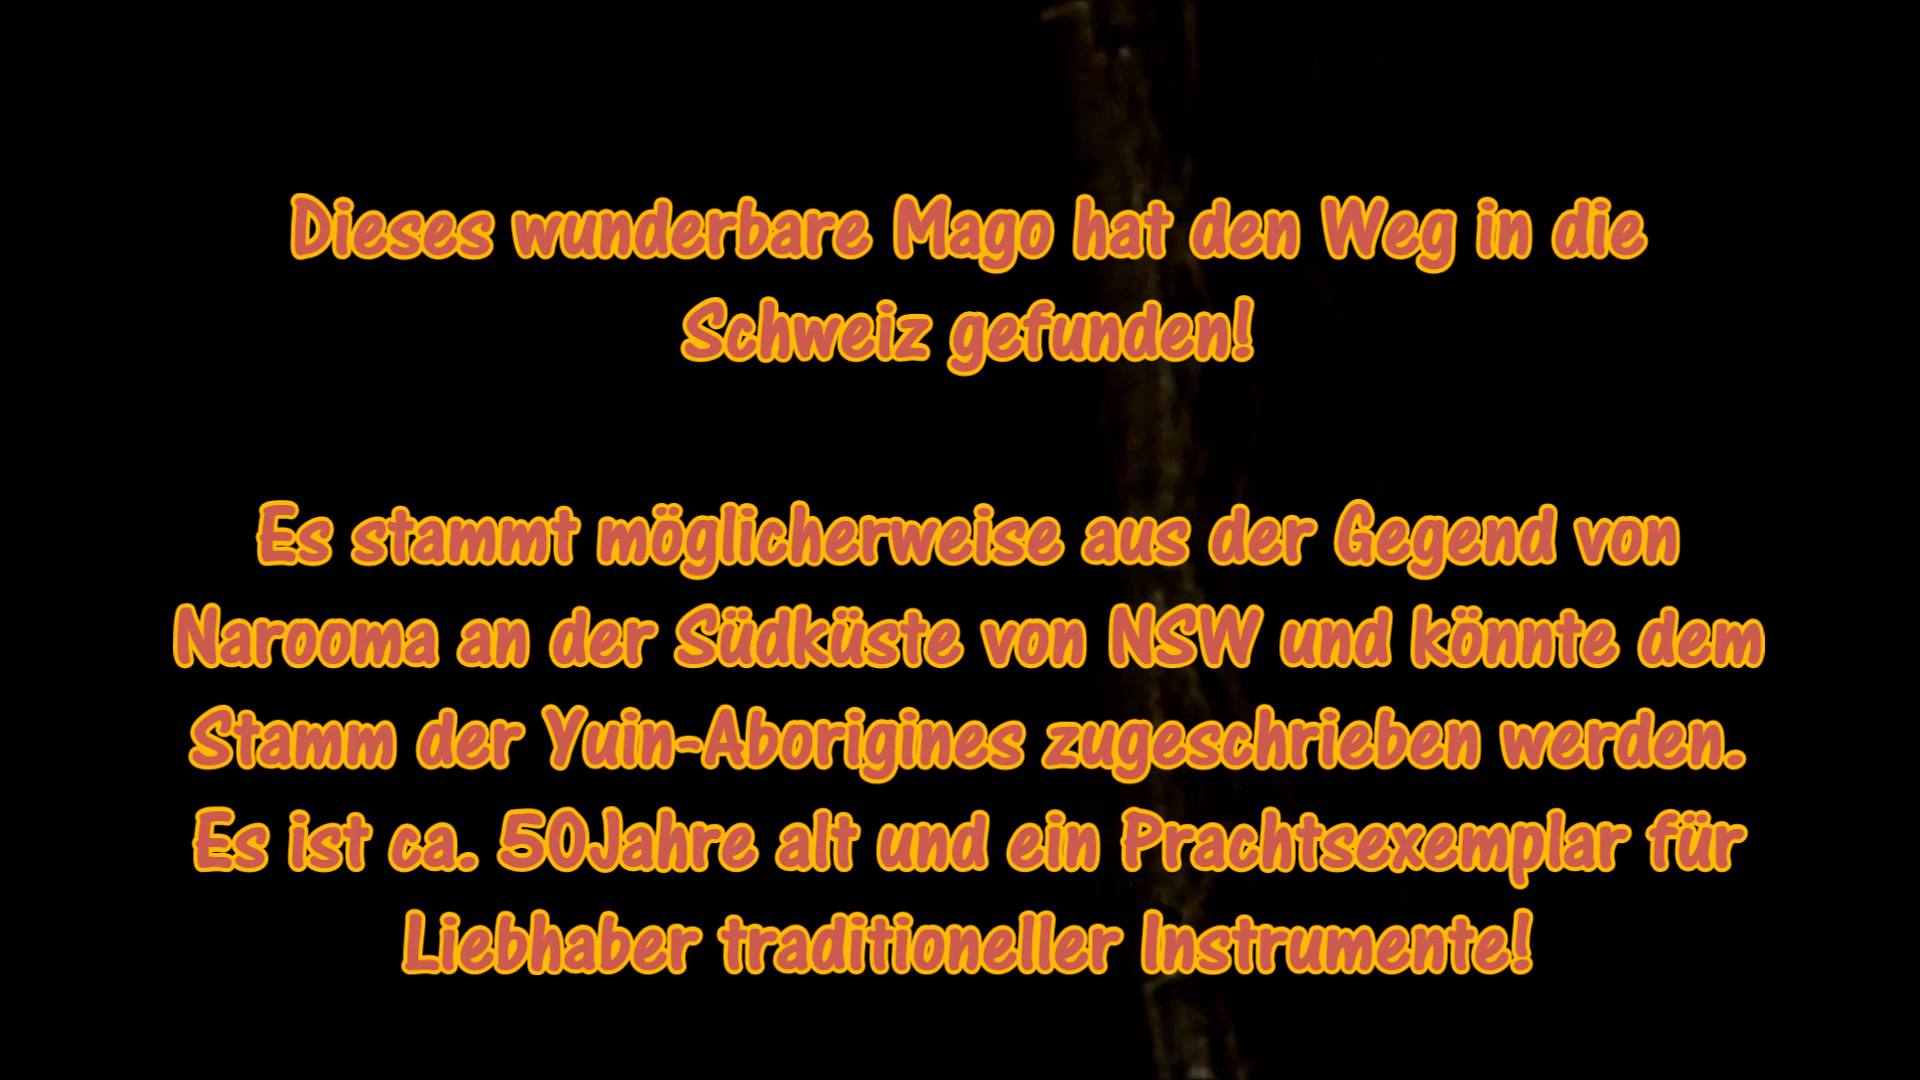 Dieses wunderbare Mago hat den Weg in die
Schweiz gefunden!
Es stammt möglicherweise aus der Gegend von
Narooma an der Südküste von NSW und könnte dem
Stamm der Yuin-Aborigines zugeschrieben werden.
Es ist ca. 50Jahre alt und ein Prachtsexemplar für
Liebhaber traditioneller Instrumente!